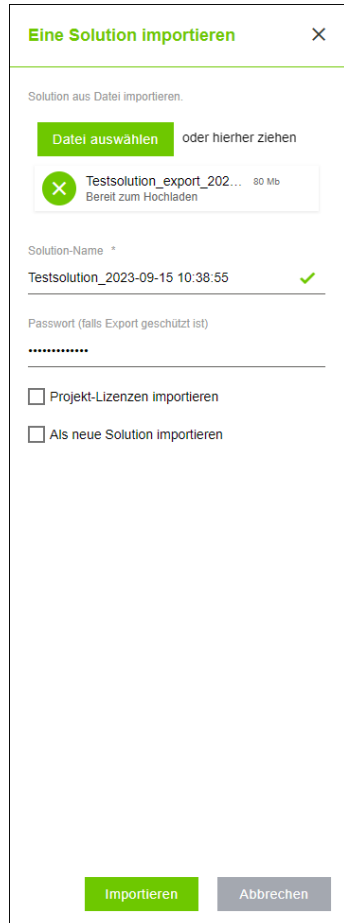 Eine Solution importieren
Solution aus Datei importieren.
Datei auswählen oder hierher ziehen
Testsolution_export_202... 80 Mb
Bereit zum Hochladen
Solution-Name *
Testsolution_2023-09-15 10:38:55
Passwort (falls Export geschützt ist)
•••••••••••••
Projekt-Lizenzen importieren
Als neue Solution importieren
Importieren Abbrechen